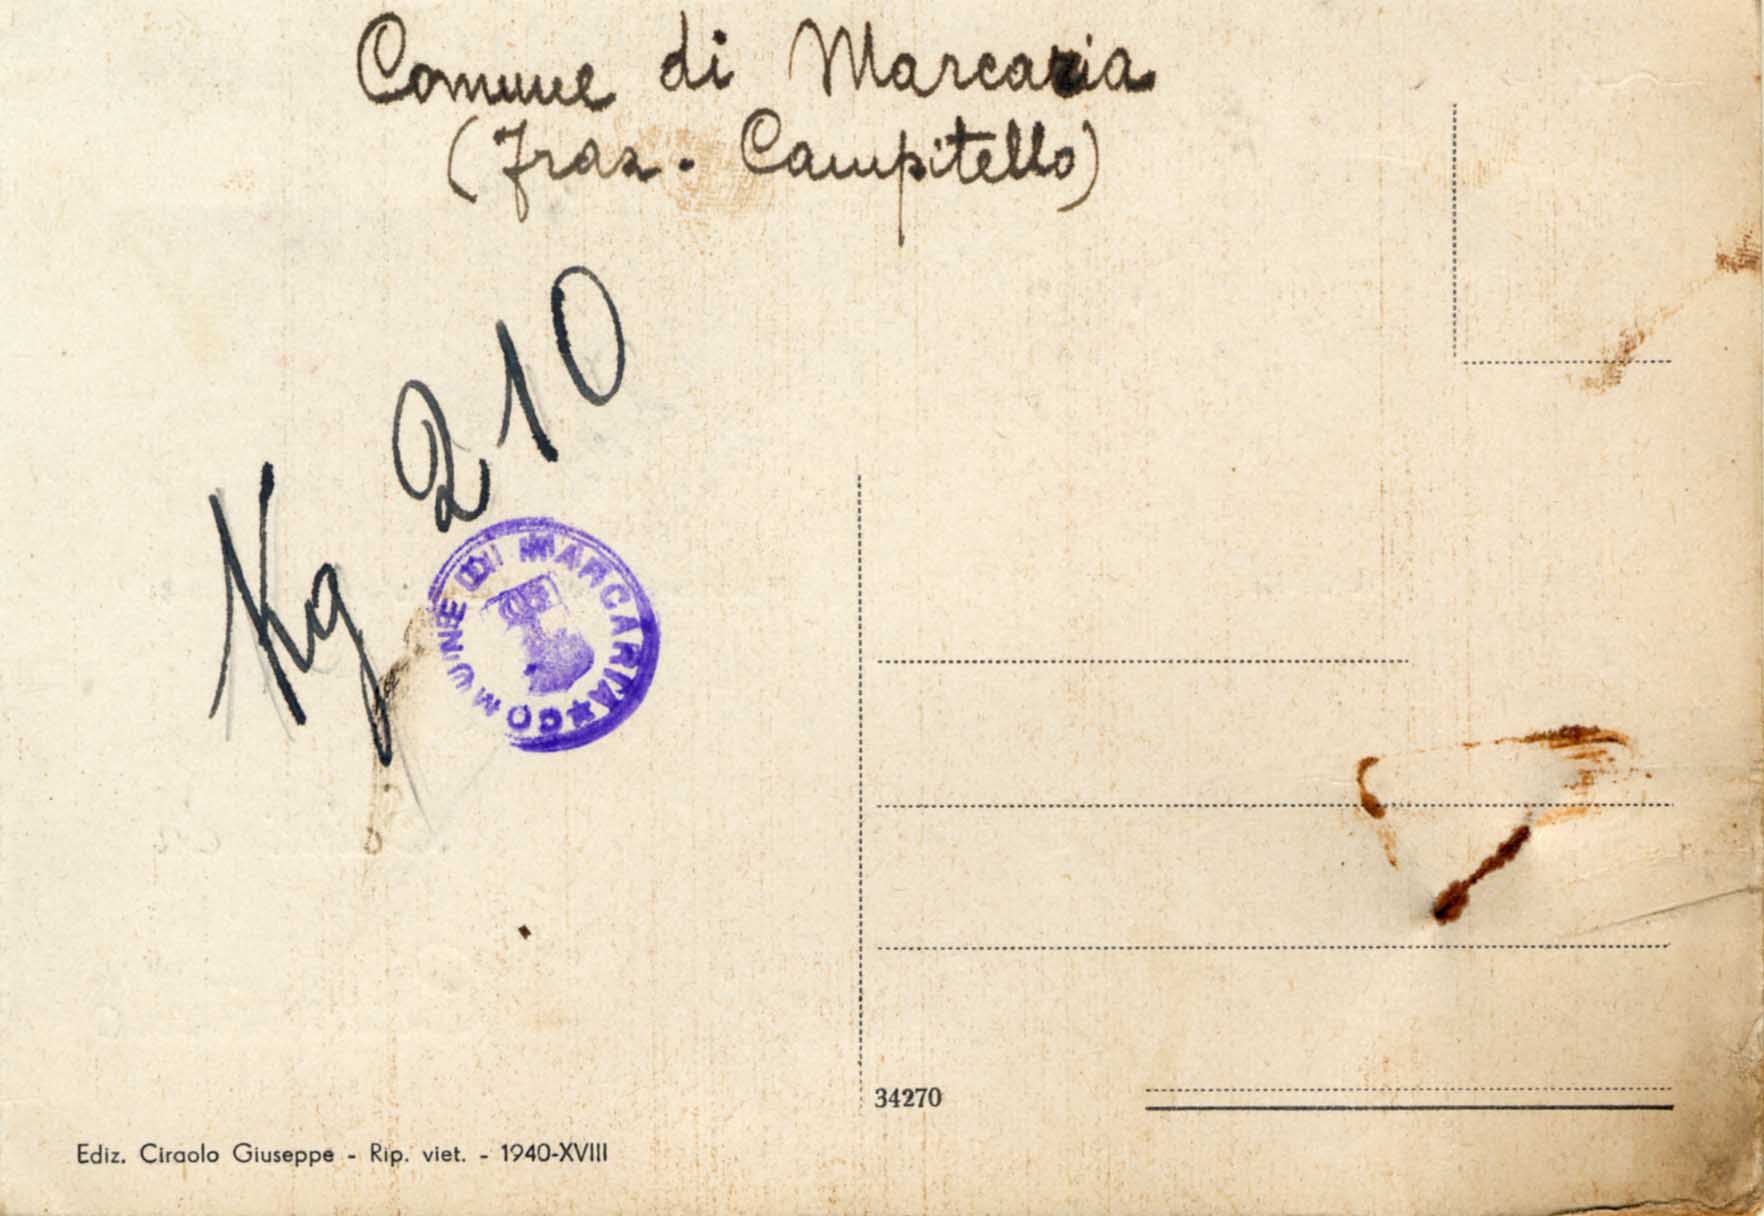 Comune di Marcaria
(Fraz. Campitello)
Kg 210
COMUNE DI MARCARIA
34270
Ediz. Ciraolo Giuseppe - Rip. viet. - 1940-XVIII